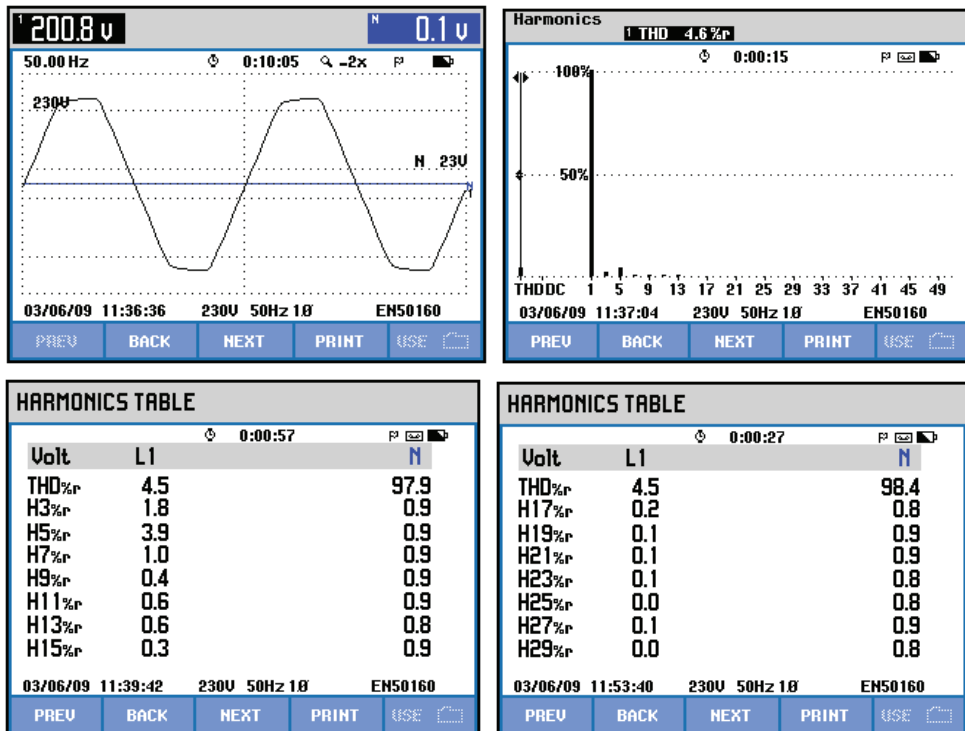 1 200.8 V N 0.1 V
50.00 Hz 0:10:05 -2x
230V
N 23V
N
1
03/06/09 11:36:36 230V 50Hz 1Ø EN50160
PREV BACK NEXT PRINT USE
Harmonics
1 THD 4.6%r
0:00:15
100%
50%
THDDC 1 5 9 13 17 21 25 29 33 37 41 45 49
03/06/09 11:37:04 230V 50Hz 1Ø EN50160
PREV BACK NEXT PRINT USE
HARMONICS TABLE
0:00:57
Volt L1 N
THD%r 4.5 97.9
H3%r 1.8 0.9
H5%r 3.9 0.9
H7%r 1.0 0.9
H9%r 0.4 0.9
H11%r 0.6 0.9
H13%r 0.6 0.8
H15%r 0.3 0.9
03/06/09 11:39:42 230V 50Hz 1Ø EN50160
PREV BACK NEXT PRINT USE
HARMONICS TABLE
0:00:27
Volt L1 N
THD%r 4.5 98.4
H17%r 0.2 0.8
H19%r 0.1 0.9
H21%r 0.1 0.9
H23%r 0.1 0.8
H25%r 0.0 0.8
H27%r 0.1 0.9
H29%r 0.0 0.8
03/06/09 11:53:40 230V 50Hz 1Ø EN50160
PREV BACK NEXT PRINT USE